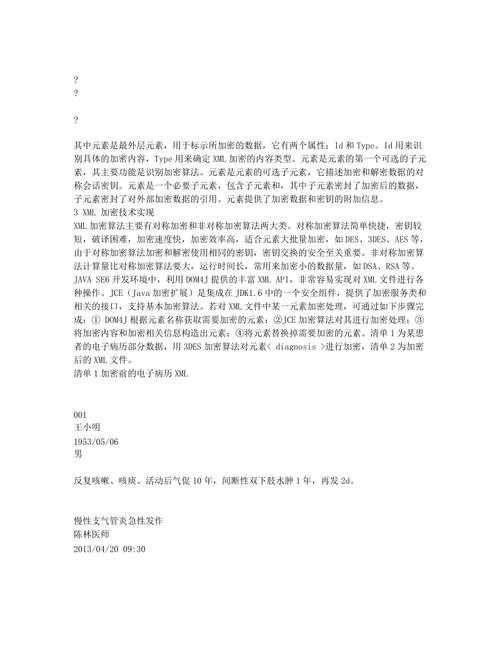 ?
?
?
其中元素是最外层元素，用于标示所加密的数据，它有两个属性：Id和Type。Id用来识
别具体的加密内容，Type用来确定XML加密的内容类型。元素是元素的第一个可选的子元
素，其主要功能是识别加密算法。元素是元素的可选子元素，它描述加密和解密数据的对
称会话密钥。元素是一个必要子元素，包含子元素和，其中子元素密封了加密后的数据，
子元素密封了对外部加密数据的引用。元素提供了加密数据和密钥的附加信息。
3 XML 加密技术实现
XML加密算法主要有对称加密和非对称加密算法两大类。对称加密算法简单快捷，密钥较
短，破译困难，加密速度快，加密效率高，适合元素大批量加密，如DES、3DES、AES等，
由于对称加密算法加密和解密使用相同的密钥，密钥交换的安全至关重要。非对称加密算
法计算量比对称加密算法要大，运行时间长，常用来加密小的数据量，如DSA、RSA等。
JAVA SE6开发环境中，利用DOM4J提供的丰富XML API，非常容易实现对XML文件进行各
种操作。JCE（Java加密扩展）是集成在JDK1.6中的一个安全组件，提供了加密服务类和
相关的接口，支持基本加密算法。若对XML文件中某一元素加密处理，可通过如下步骤完
成：① DOM4J根据元素名称获取需要加密的元素；②JCE加密算法对其进行加密处理；③
将加密内容和加密相关信息构造出元素；④将元素替换掉需要加密的元素。清单1为某患
者的电子病历部分数据，用3DES加密算法对元素< diagnosis >进行加密，清单2为加密
后的XML文件。
清单1加密前的电子病历XML
001
王小明
1953/05/06
男
反复咳嗽、咳痰、活动后气促10年，间断性双下肢水肿1年，再发2d。
慢性支气管炎急性发作
陈林医师
2013/04/20 09:30